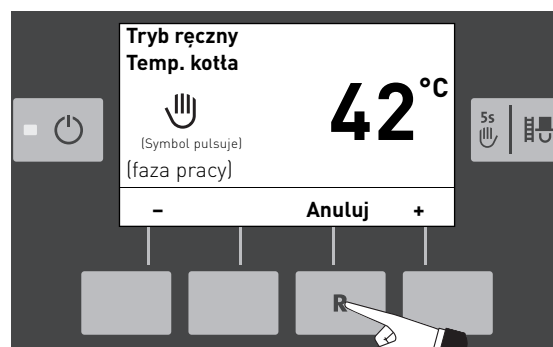 Tryb ręczny
Temp. kotła
42°C
(Symbol pulsuje)
(faza pracy)
– Anuluj +
5s
R